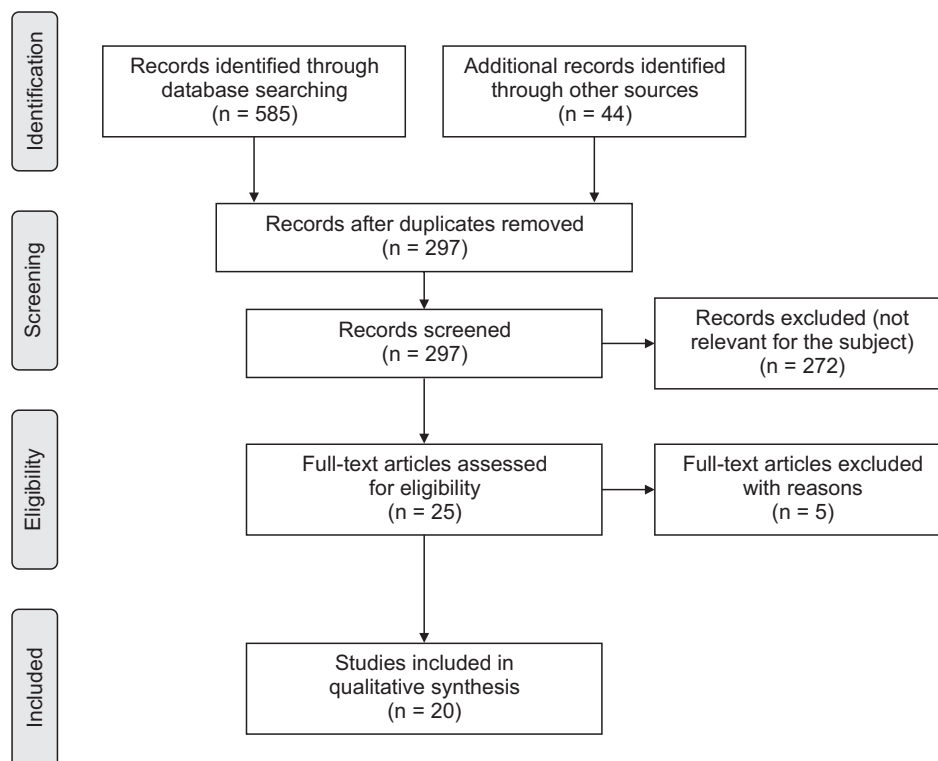 Identification
Records identified through
database searching
(n = 585)
Additional records identified
through other sources
(n = 44)
Screening
Records after duplicates removed
(n = 297)
Records screened
(n = 297)
Records excluded (not
relevant for the subject)
(n = 272)
Eligibility
Full-text articles assessed
for eligibility
(n = 25)
Full-text articles excluded
with reasons
(n = 5)
Included
Studies included in
qualitative synthesis
(n = 20)